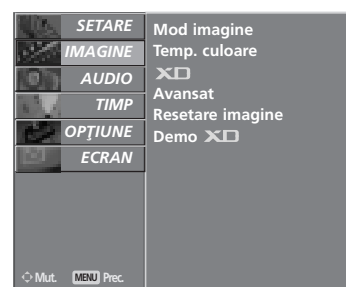 SETARE
IMAGINE
AUDIO
TIMP
OPŢIUNE
ECRAN
Mut. MENU Prec.
Mod imagine
Temp. culoare
XD
Avansat
Resetare imagine
Demo XD